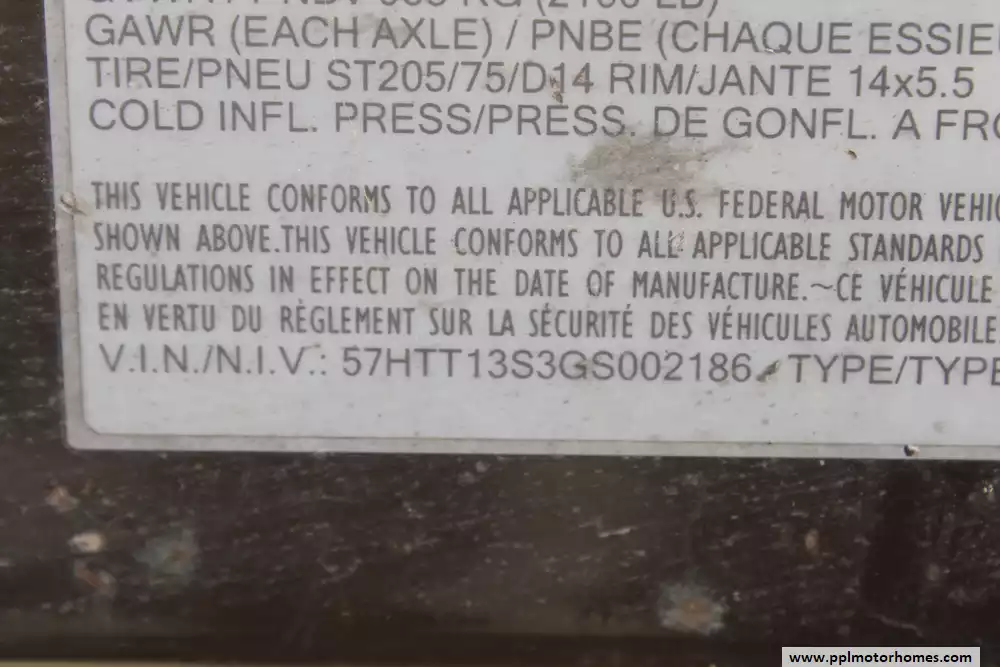 GAWR (EACH AXLE) / PNBE (CHAQUE ESSIE
TIRE/PNEU ST205/75/D14 RIM/JANTE 14x5.5
COLD INFL. PRESS/PRESS. DE GONFL. A FRO
THIS VEHICLE CONFORMS TO ALL APPLICABLE U.S. FEDERAL MOTOR VEHIC
SHOWN ABOVE.THIS VEHICLE CONFORMS TO ALL APPLICABLE STANDARDS
REGULATIONS IN EFFECT ON THE DATE OF MANUFACTURE.~CE VÉHICULE
EN VERTU DU RÈGLEMENT SUR LA SÉCURITÉ DES VÉHICULES AUTOMOBILE
V.I.N./N.I.V.: 57HTT13S3GS002186 TYPE/TYPE
www.pplmotorhomes.com